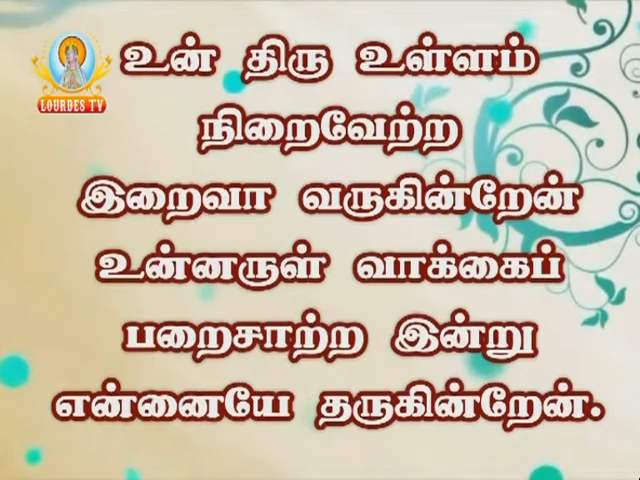 உன் திரு உள்ளம்
நிறைவேற்ற
இறைவா வருகின்றேன்
உன்னருள் வாக்கைப்
பறைசாற்ற இன்று
என்னையே தருகின்றேன்.
LOURDES TV